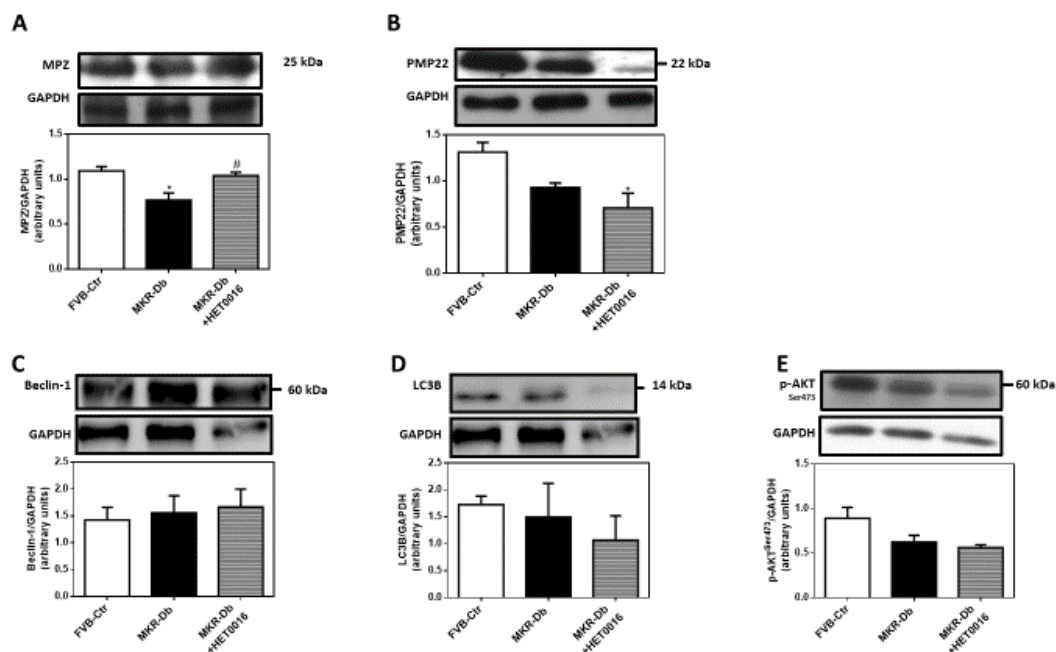 A
MPZ
25 kDa
GAPDH
1.5
1.0
0.5
0.0
MPZ/GAPDH
(arbitrary units)
*
#
FVB-Ctr
MKR-Db
MKR-Db
+HET0016
B
PMP22
22 kDa
GAPDH
1.5
1.0
0.5
0.0
PMP22/GAPDH
(arbitrary units)
*
FVB-Ctr
MKR-Db
MKR-Db
+HET0016
C
Beclin-1
60 kDa
GAPDH
2.5
2.0
1.5
1.0
0.5
0.0
Beclin-1/GAPDH
(arbitrary units)
FVB-Ctr
MKR-Db
MKR-Db
+HET0016
D
LC3B
14 kDa
GAPDH
2.5
2.0
1.5
1.0
0.5
0.0
LC3B/GAPDH
(arbitrary units)
FVB-Ctr
MKR-Db
MKR-Db
+HET0016
E
p-AKT
Ser473
60 kDa
GAPDH
1.5
1.0
0.5
0.0
p-AKTSer473/GAPDH
(arbitrary units)
FVB-Ctr
MKR-Db
MKR-Db
+HET0016